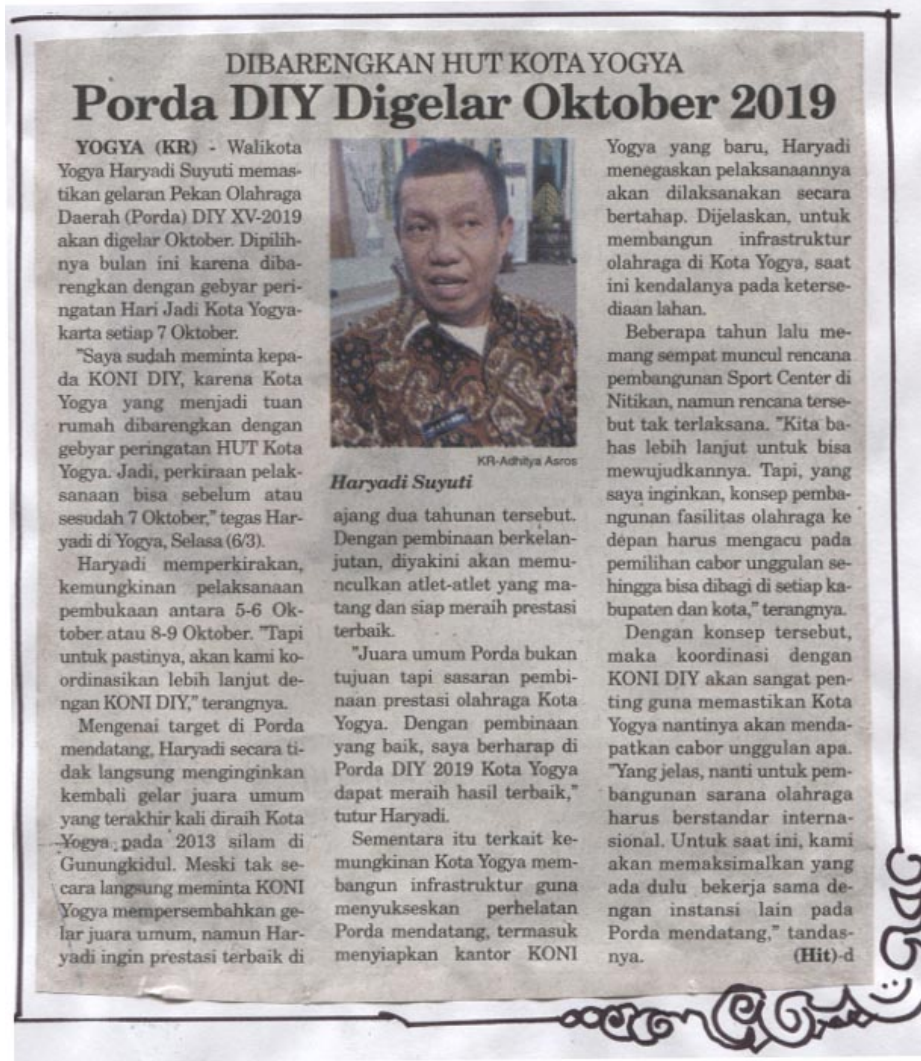 DIBARENGKAN HUT KOTA YOGYA
Porda DIY Digelar Oktober 2019
YOGYA (KR) - Walikota
Yogya Haryadi Suyuti memas-
tikan gelaran Pekan Olahraga
Daerah (Porda) DIY XV-2019
akan digelar Oktober. Dipilih-
nya bulan ini karena diba-
rengkan dengan gebyar peri-
ngatan Hari Jadi Kota Yogya-
karta setiap 7 Oktober.
"Saya sudah meminta kepa-
da KONI DIY, karena Kota
Yogya yang menjadi tuan
rumah dibarengkan dengan
gebyar peringatan HUT Kota
Yogya. Jadi, perkiraan pelak-
sanaan bisa sebelum atau
sesudah 7 Oktober," tegas Har-
yadi di Yogya, Selasa (6/3).
Haryadi memperkirakan,
kemungkinan pelaksanaan
pembukaan antara 5-6 Ok-
tober atau 8-9 Oktober. "Tapi
untuk pastinya, akan kami ko-
ordinasikan lebih lanjut de-
ngan KONI DIY," terangnya.
Mengenai target di Porda
mendatang, Haryadi secara ti-
dak langsung menginginkan
kembali gelar juara umum
yang terakhir kali diraih Kota
Yogya pada 2013 silam di
Gunungkidul. Meski tak se-
cara langsung meminta KONI
Yogya mempersembahkan ge-
lar juara umum, namun Har-
yadi ingin prestasi terbaik di
KR-Adhitya Asros
Haryadi Suyuti
ajang dua tahunan tersebut.
Dengan pembinaan berkelan-
jutan, diyakini akan memu-
nculkan atlet-atlet yang ma-
tang dan siap meraih prestasi
terbaik.
"Juara umum Porda bukan
tujuan tapi sasaran pembi-
naan prestasi olahraga Kota
Yogya. Dengan pembinaan
yang baik, saya berharap di
Porda DIY 2019 Kota Yogya
dapat meraih hasil terbaik,"
tutur Haryadi.
Sementara itu terkait ke-
mungkinan Kota Yogya mem-
bangun infrastruktur guna
menyukseskan perhelatan
Porda mendatang, termasuk
menyiapkan kantor KONI
Yogya yang baru, Haryadi
menegaskan pelaksanaannya
akan dilaksanakan secara
bertahap. Dijelaskan, untuk
membangun infrastruktur
olahraga di Kota Yogya, saat
ini kendalanya pada keterse-
diaan lahan.
Beberapa tahun lalu me-
mang sempat muncul rencana
pembangunan Sport Center di
Nitikan, namun rencana terse-
but tak terlaksana. "Kita ba-
has lebih lanjut untuk bisa
mewujudkannya. Tapi, yang
saya inginkan, konsep pemba-
ngunan fasilitas olahraga ke
depan harus mengacu pada
pemilihan cabor unggulan se-
hingga bisa dibagi di setiap ka-
bupaten dan kota," terangnya.
Dengan konsep tersebut,
maka koordinasi dengan
KONI DIY akan sangat pen-
ting guna memastikan Kota
Yogya nantinya akan menda-
patkan cabor unggulan apa.
"Yang jelas, nanti untuk pem-
bangunan sarana olahraga
harus berstandar interna-
sional. Untuk saat ini, kami
akan memaksimalkan yang
ada dulu bekerja sama de-
ngan instansi lain pada
Porda mendatang," tandas-
nya. (Hit)-d